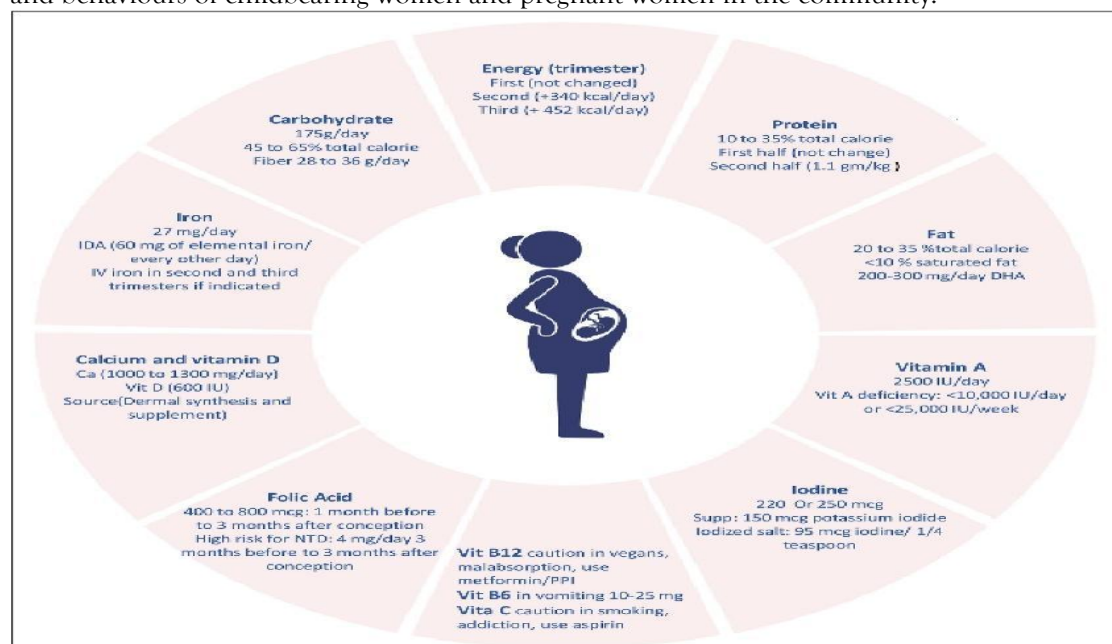 and behaviours of childbearing women and pregnant women in the community.
Energy (trimester)
First (not changed)
Second (+340 kcal/day)
Third (+ 452 kcal/day)
Protein
10 to 35% total calorie
First half (not change)
Second half (1.1 gm/kg )
Fat
20 to 35 %total calorie
<10 % saturated fat
200-300 mg/day DHA
Vitamin A
2500 IU/day
Vit A deficiency: <10,000 IU/day
or <25,000 IU/week
Iodine
220 Or 250 mcg
Supp: 150 mcg potassium iodide
Iodized salt: 95 mcg iodine/ 1/4
teaspoon
Vit B12 caution in vegans,
malabsorption, use
metformin/PPI
Vit B6 in vomiting 10-25 mg
Vita C caution in smoking,
addiction, use aspirin
Folic Acid
400 to 800 mcg: 1 month before
to 3 months after conception
High risk for NTD: 4 mg/day 3
months before to 3 months after
conception
Calcium and vitamin D
Ca (1000 to 1300 mg/day)
Vit D (600 IU)
Source(Dermal synthesis and
supplement)
Iron
27 mg/day
IDA (60 mg of elemental iron/
every other day)
IV iron in second and third
trimesters if indicated
Carbohydrate
175g/day
45 to 65% total calorie
Fiber 28 to 36 g/day